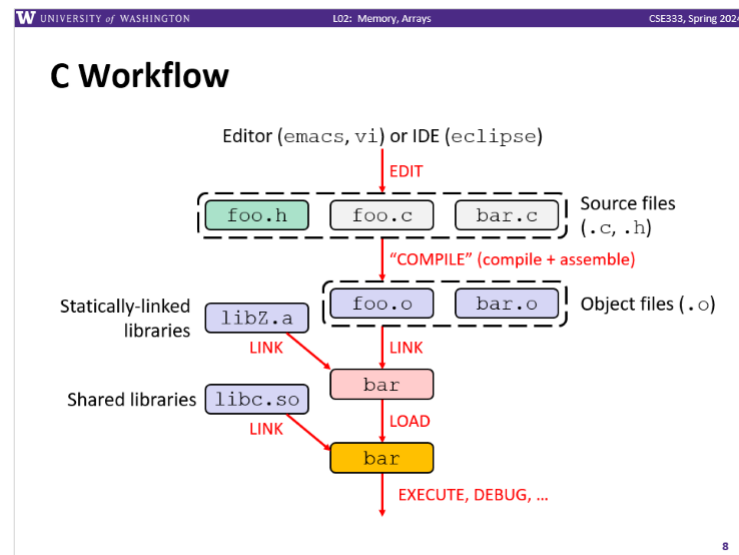 W UNIVERSITY of WASHINGTON
L02: Memory, Arrays
CSE333, Spring 2024
C Workflow
Editor (emacs, vi) or IDE (eclipse)
EDIT
foo.h
foo.c
bar.c
Source files
(.c, .h)
“COMPILE” (compile + assemble)
Statically-linked
libraries
libZ.a
foo.o
bar.o
Object files (.o)
LINK
LINK
bar
Shared libraries
libc.so
LOAD
LINK
bar
EXECUTE, DEBUG, …
8